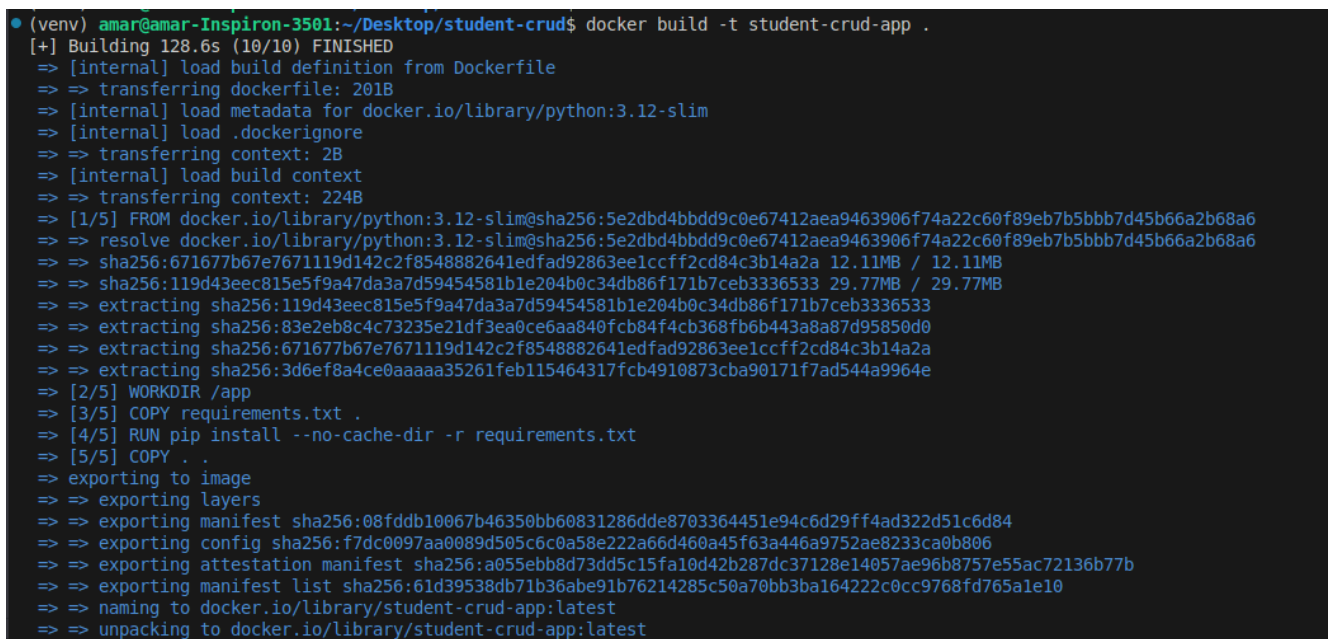 (venv) amar@amar-Inspiron-3501:~/Desktop/student-crud$ docker build -t student-crud-app .
[+] Building 128.6s (10/10) FINISHED
=> [internal] load build definition from Dockerfile
=> => transferring dockerfile: 201B
=> [internal] load metadata for docker.io/library/python:3.12-slim
=> [internal] load .dockerignore
=> => transferring context: 2B
=> [internal] load build context
=> => transferring context: 224B
=> [1/5] FROM docker.io/library/python:3.12-slim@sha256:5e2dbd4bbdd9c0e67412aea9463906f74a22c60f89eb7b5bbb7d45b66a2b68a6
=> => resolve docker.io/library/python:3.12-slim@sha256:5e2dbd4bbdd9c0e67412aea9463906f74a22c60f89eb7b5bbb7d45b66a2b68a6
=> => sha256:671677b67e7671119d142c2f8548882641edfad92863ee1ccff2cd84c3b14a2a 12.11MB / 12.11MB
=> => sha256:119d43eec815e5f9a47da3a7d59454581b1e204b0c34db86f171b7ceb3336533 29.77MB / 29.77MB
=> => extracting sha256:119d43eec815e5f9a47da3a7d59454581b1e204b0c34db86f171b7ceb3336533
=> => extracting sha256:83e2eb8c4c73235e21df3ea0ce6aa840fcb84f4cb368fb6b443a8a87d95850d0
=> => extracting sha256:671677b67e7671119d142c2f8548882641edfad92863ee1ccff2cd84c3b14a2a
=> => extracting sha256:3d6ef8a4ce0aaaaa35261feb115464317fcb4910873cba90171f7ad544a9964e
=> [2/5] WORKDIR /app
=> [3/5] COPY requirements.txt .
=> [4/5] RUN pip install --no-cache-dir -r requirements.txt
=> [5/5] COPY . .
=> exporting to image
=> => exporting layers
=> => exporting manifest sha256:08fddb10067b46350bb60831286dde8703364451e94c6d29ff4ad322d51c6d84
=> => exporting config sha256:f7dc0097aa0089d505c6c0a58e222a66d460a45f63a446a9752ae8233ca0b806
=> => exporting attestation manifest sha256:a055ebb8d73dd5c15fa10d42b287dc37128e14057ae96b8757e55ac72136b77b
=> => exporting manifest list sha256:61d39538db71b36abe91b76214285c50a70bb3ba164222c0cc9768fd765a1e10
=> => naming to docker.io/library/student-crud-app:latest
=> => unpacking to docker.io/library/student-crud-app:latest